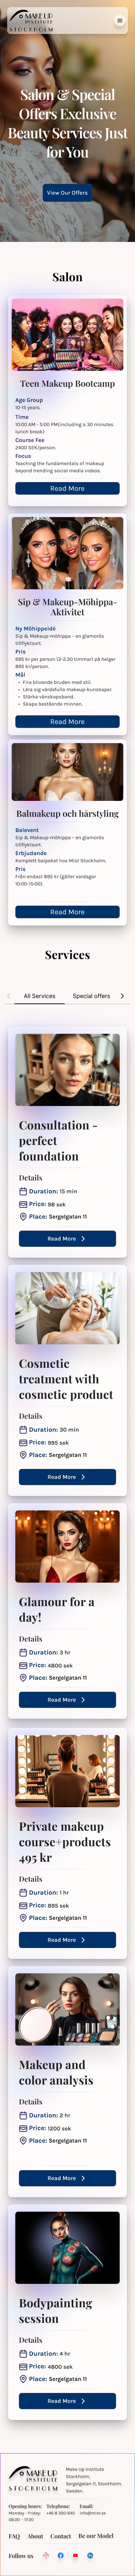 MAKEUP
INSTITUTE
STOCKHOLM
Salon & Special
Offers Exclusive
Beauty Services Just
for You
View Our Offers
Salon
Teen Makeup Bootcamp
Age Group
10-15 years.
Time
10:00 AM - 5:00 PM(including a 30 minutes
lunch break)
Course Fee
2400 SEK/person.
Focus
Teaching the fundamentals of makeup
beyond trending social media videos.
Read More
Sip & Makeup-Möhippa-
Aktivitet
Ny Möhippeidé
Sip & Makeup-möhippa – en glamorös
tillflyktsort.
Pris
695 kr per person (2-2.30 timmar) på helger
895 kr/person.
Mål
• Fira blivande bruden med stil.
• Lära sig värdefulla makeup-kunskaper.
• Stärka vänskapsband.
• Skapa bestående minnen.
Read More
Balmakeup och hårstyling
Balevent
Sip & Makeup-möhippa – en glamorös
tillflyktsort.
Erbjudande
Komplett balpaket hos Mist Stockholm.
Pris
Från endast 895 kr (gäller vardagar
10:00-15:00).
Read More
Services
All Services
Special offers
Consultation -
perfect
foundation
Details
Duration: 15 min
Price: 98 sek
Place: Sergelgatan 11
Read More
Cosmetic
treatment with
cosmetic product
Details
Duration: 30 min
Price: 995 sek
Place: Sergelgatan 11
Read More
Glamour for a
day!
Details
Duration: 3 hr
Price: 4800 sek
Place: Sergelgatan 11
Read More
Private makeup
course+products
495 kr
Details
Duration: 1 hr
Price: 895 sek
Place: Sergelgatan 11
Read More
Makeup and
color analysis
Details
Duration: 2 hr
Price: 1200 sek
Place: Sergelgatan 11
Read More
Bodypainting
session
Details
Duration: 4 hr
Price: 4800 sek
Place: Sergelgatan 11
Read More
MAKEUP
INSTITUTE
STOCKHOLM
Make Up Institute
Stockholm,
Sergelgatan 11, Stockholm,
Sweden.
Opening hours:
Monday - Friday:
08:30 - 17:00
Telephone:
+46 8 300 640
Email:
info@mist.se
FAQ About Contact Be our Model
Follow us